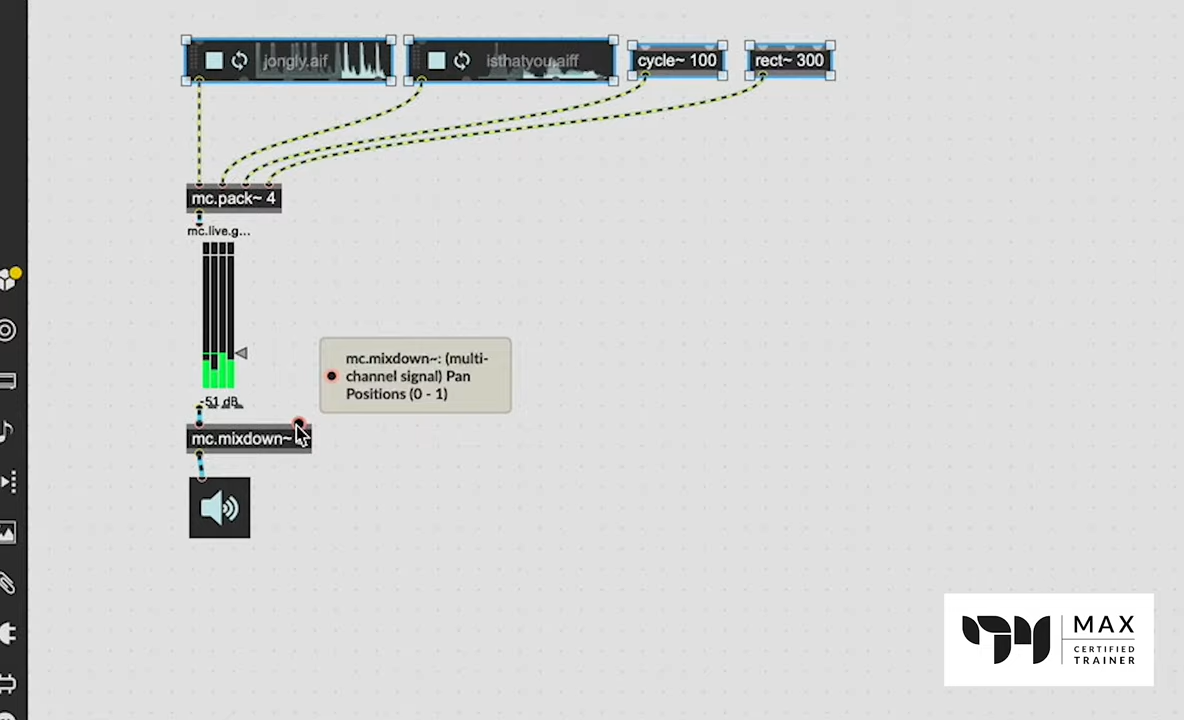 jongly.aif
isthatyou.aiff
cycle~ 100
rect~ 300
mc.pack~ 4
mc.live.g...
mc.mixdown~: (multi-
channel signal) Pan
Positions (0 - 1)
-51 dB
mc.mixdown~
MAX
CERTIFIED
TRAINER